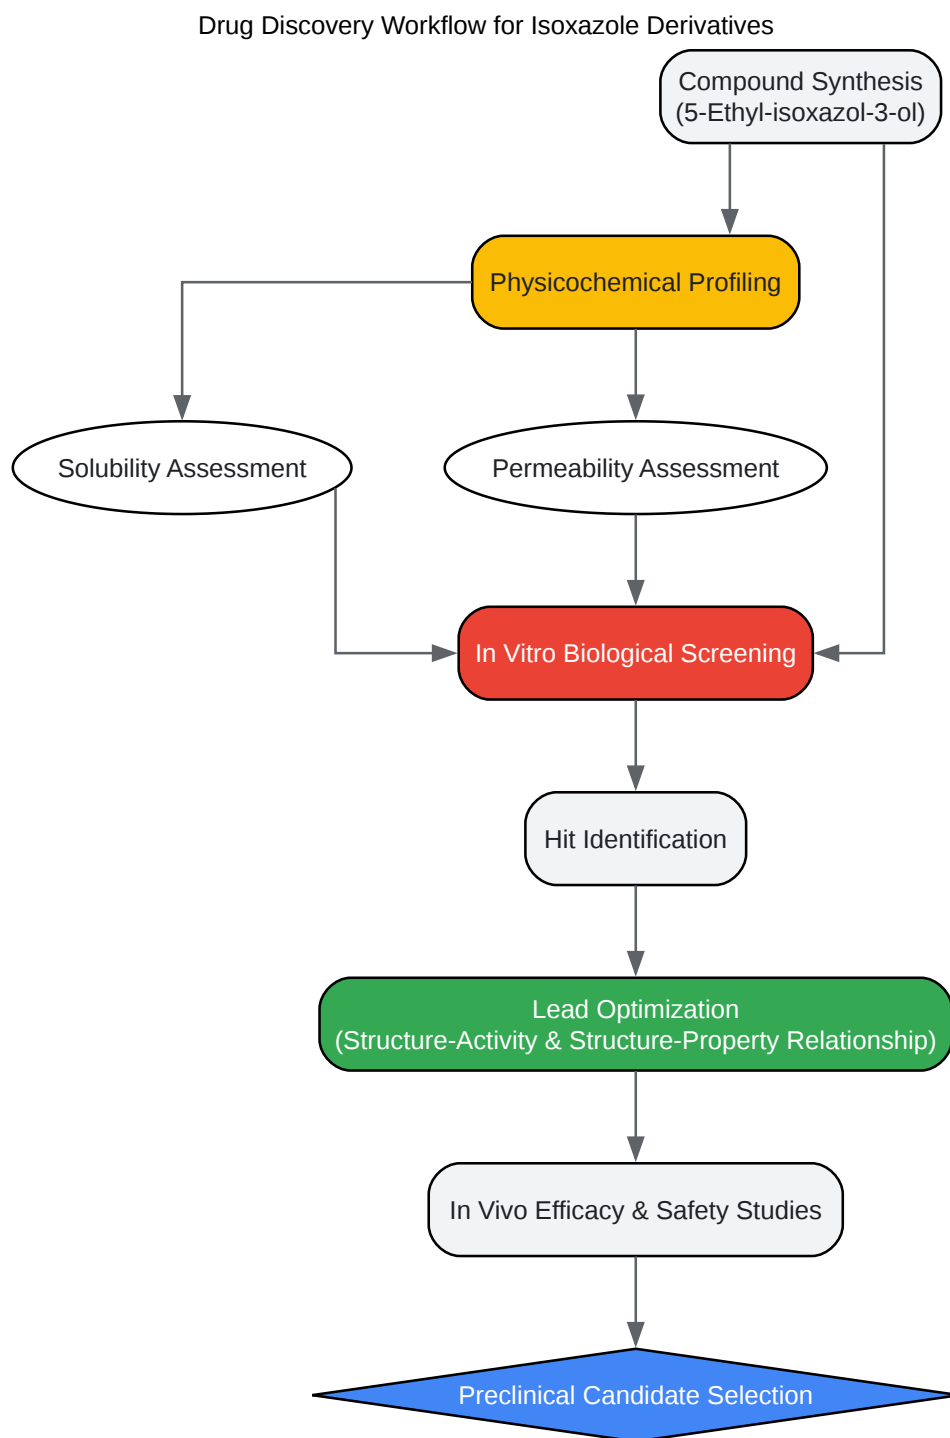 Drug Discovery Workflow for Isoxazole Derivatives
Compound Synthesis
(5-Ethyl-isoxazol-3-ol)
Physicochemical Profiling
Solubility Assessment
Permeability Assessment
In Vitro Biological Screening
Hit Identification
Lead Optimization
(Structure-Activity & Structure-Property Relationship)
In Vivo Efficacy & Safety Studies
Preclinical Candidate Selection